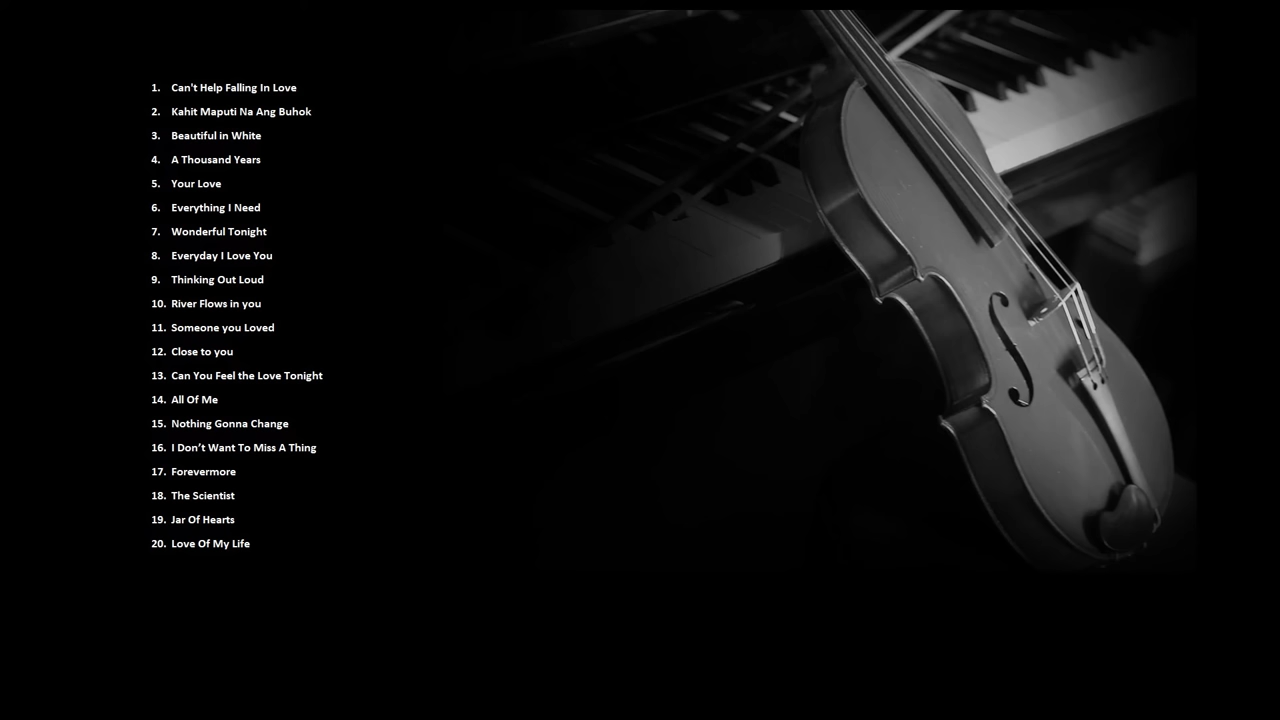 1. Can't Help Falling In Love
2. Kahit Maputi Na Ang Buhok
3. Beautiful in White
4. A Thousand Years
5. Your Love
6. Everything I Need
7. Wonderful Tonight
8. Everyday I Love You
9. Thinking Out Loud
10. River Flows in you
11. Someone you Loved
12. Close to you
13. Can You Feel the Love Tonight
14. All Of Me
15. Nothing Gonna Change
16. I Don’t Want To Miss A Thing
17. Forevermore
18. The Scientist
19. Jar Of Hearts
20. Love Of My Life